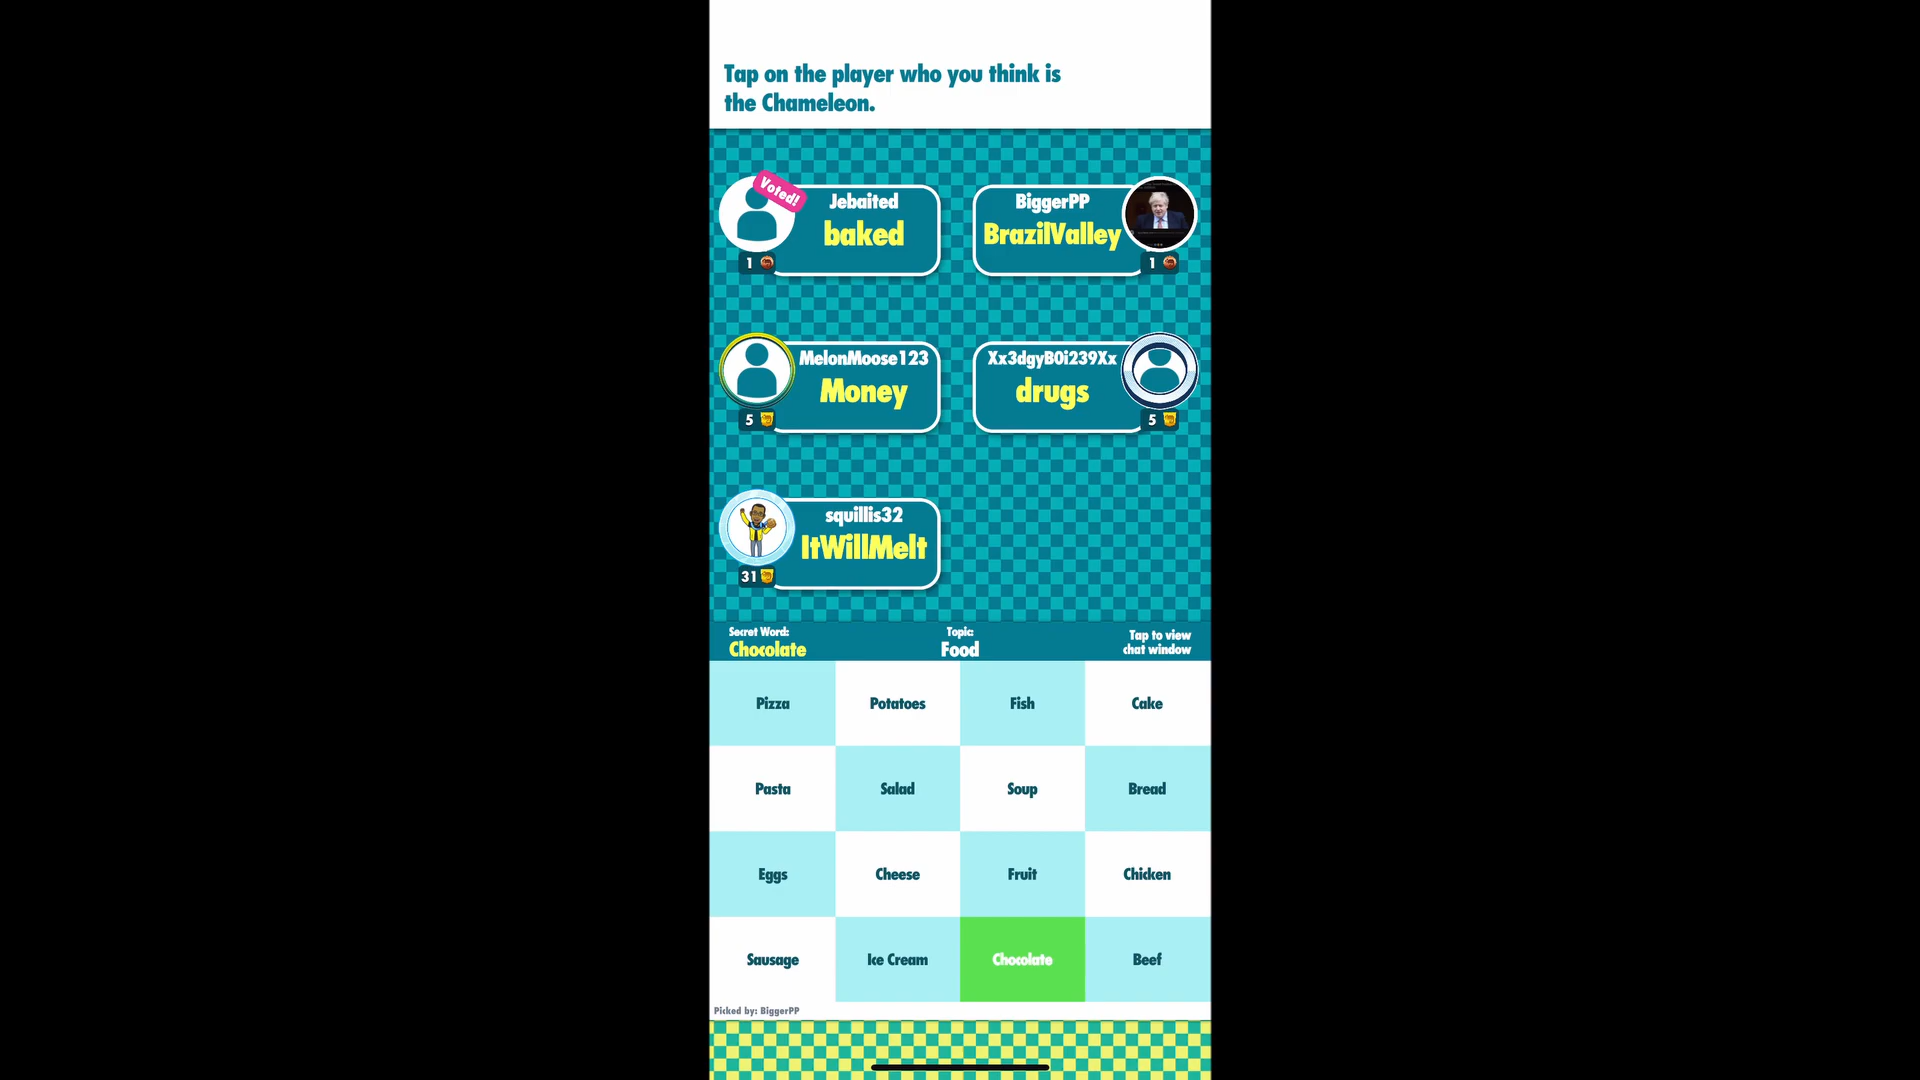 Tap on the player who you think is
the Chameleon.
Voted!
Jebaited
baked
1
BiggerPP
BrazilValley
1
MelonMoose123
Money
5
Xx3dgyB0i239Xx
drugs
5
squillis32
ItWillMelt
31
Secret Word:
Chocolate
Topic:
Food
Tap to view
chat window
Pizza
Potatoes
Fish
Cake
Pasta
Salad
Soup
Bread
Eggs
Cheese
Fruit
Chicken
Sausage
Ice Cream
Chocolate
Beef
Picked by: BiggerPP